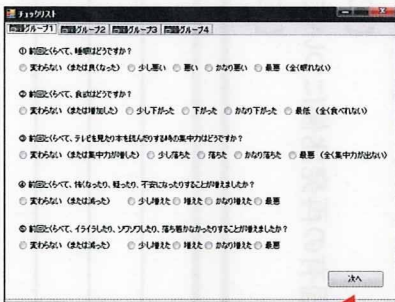 チェックリスト
グループ1 グループ2 グループ3 グループ4
① 前回とくらべて、睡眠はどうですか?
変わらない (または良くなった) 少し悪い 悪い かなり悪い 最悪 (全く眠れない)
② 前回とくらべて、食欲はどうですか?
変わらない (または増加した) 少し下がった 下がった かなり下がった 最低 (全く食べれない)
③ 前回とくらべて、テレビを見たり本を読んだりする時の集中力はどうですか?
変わらない (または集中力が増した) 少し落ちた 落ちた かなり落ちた 最悪 (全く集中力が出ない)
④ 前回とくらべて、怖くなったり、疑ったり、不安になったりすることが増えましたか?
変わらない (または減った) 少し増えた 増えた かなり増えた 最悪
⑤ 前回とくらべて、イライラしたり、ソワソワしたり、落ち着かなかったりすることが増えましたか?
変わらない (または減った) 少し増えた 増えた かなり増えた 最悪
次へ